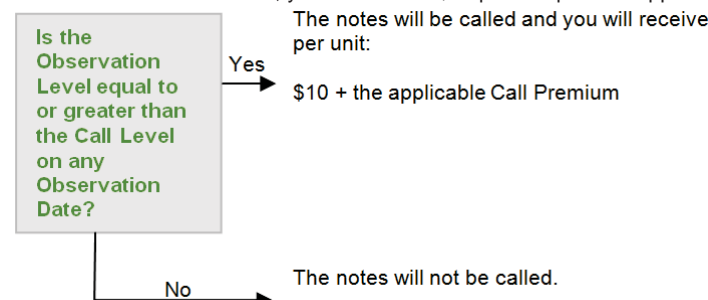 The notes will be called and you will receive
per unit:
Is the
Observation
Level equal to
or greater than
the Call Level
on any
Observation
Date?
Yes
$10 + the applicable Call Premium
No
The notes will not be called.